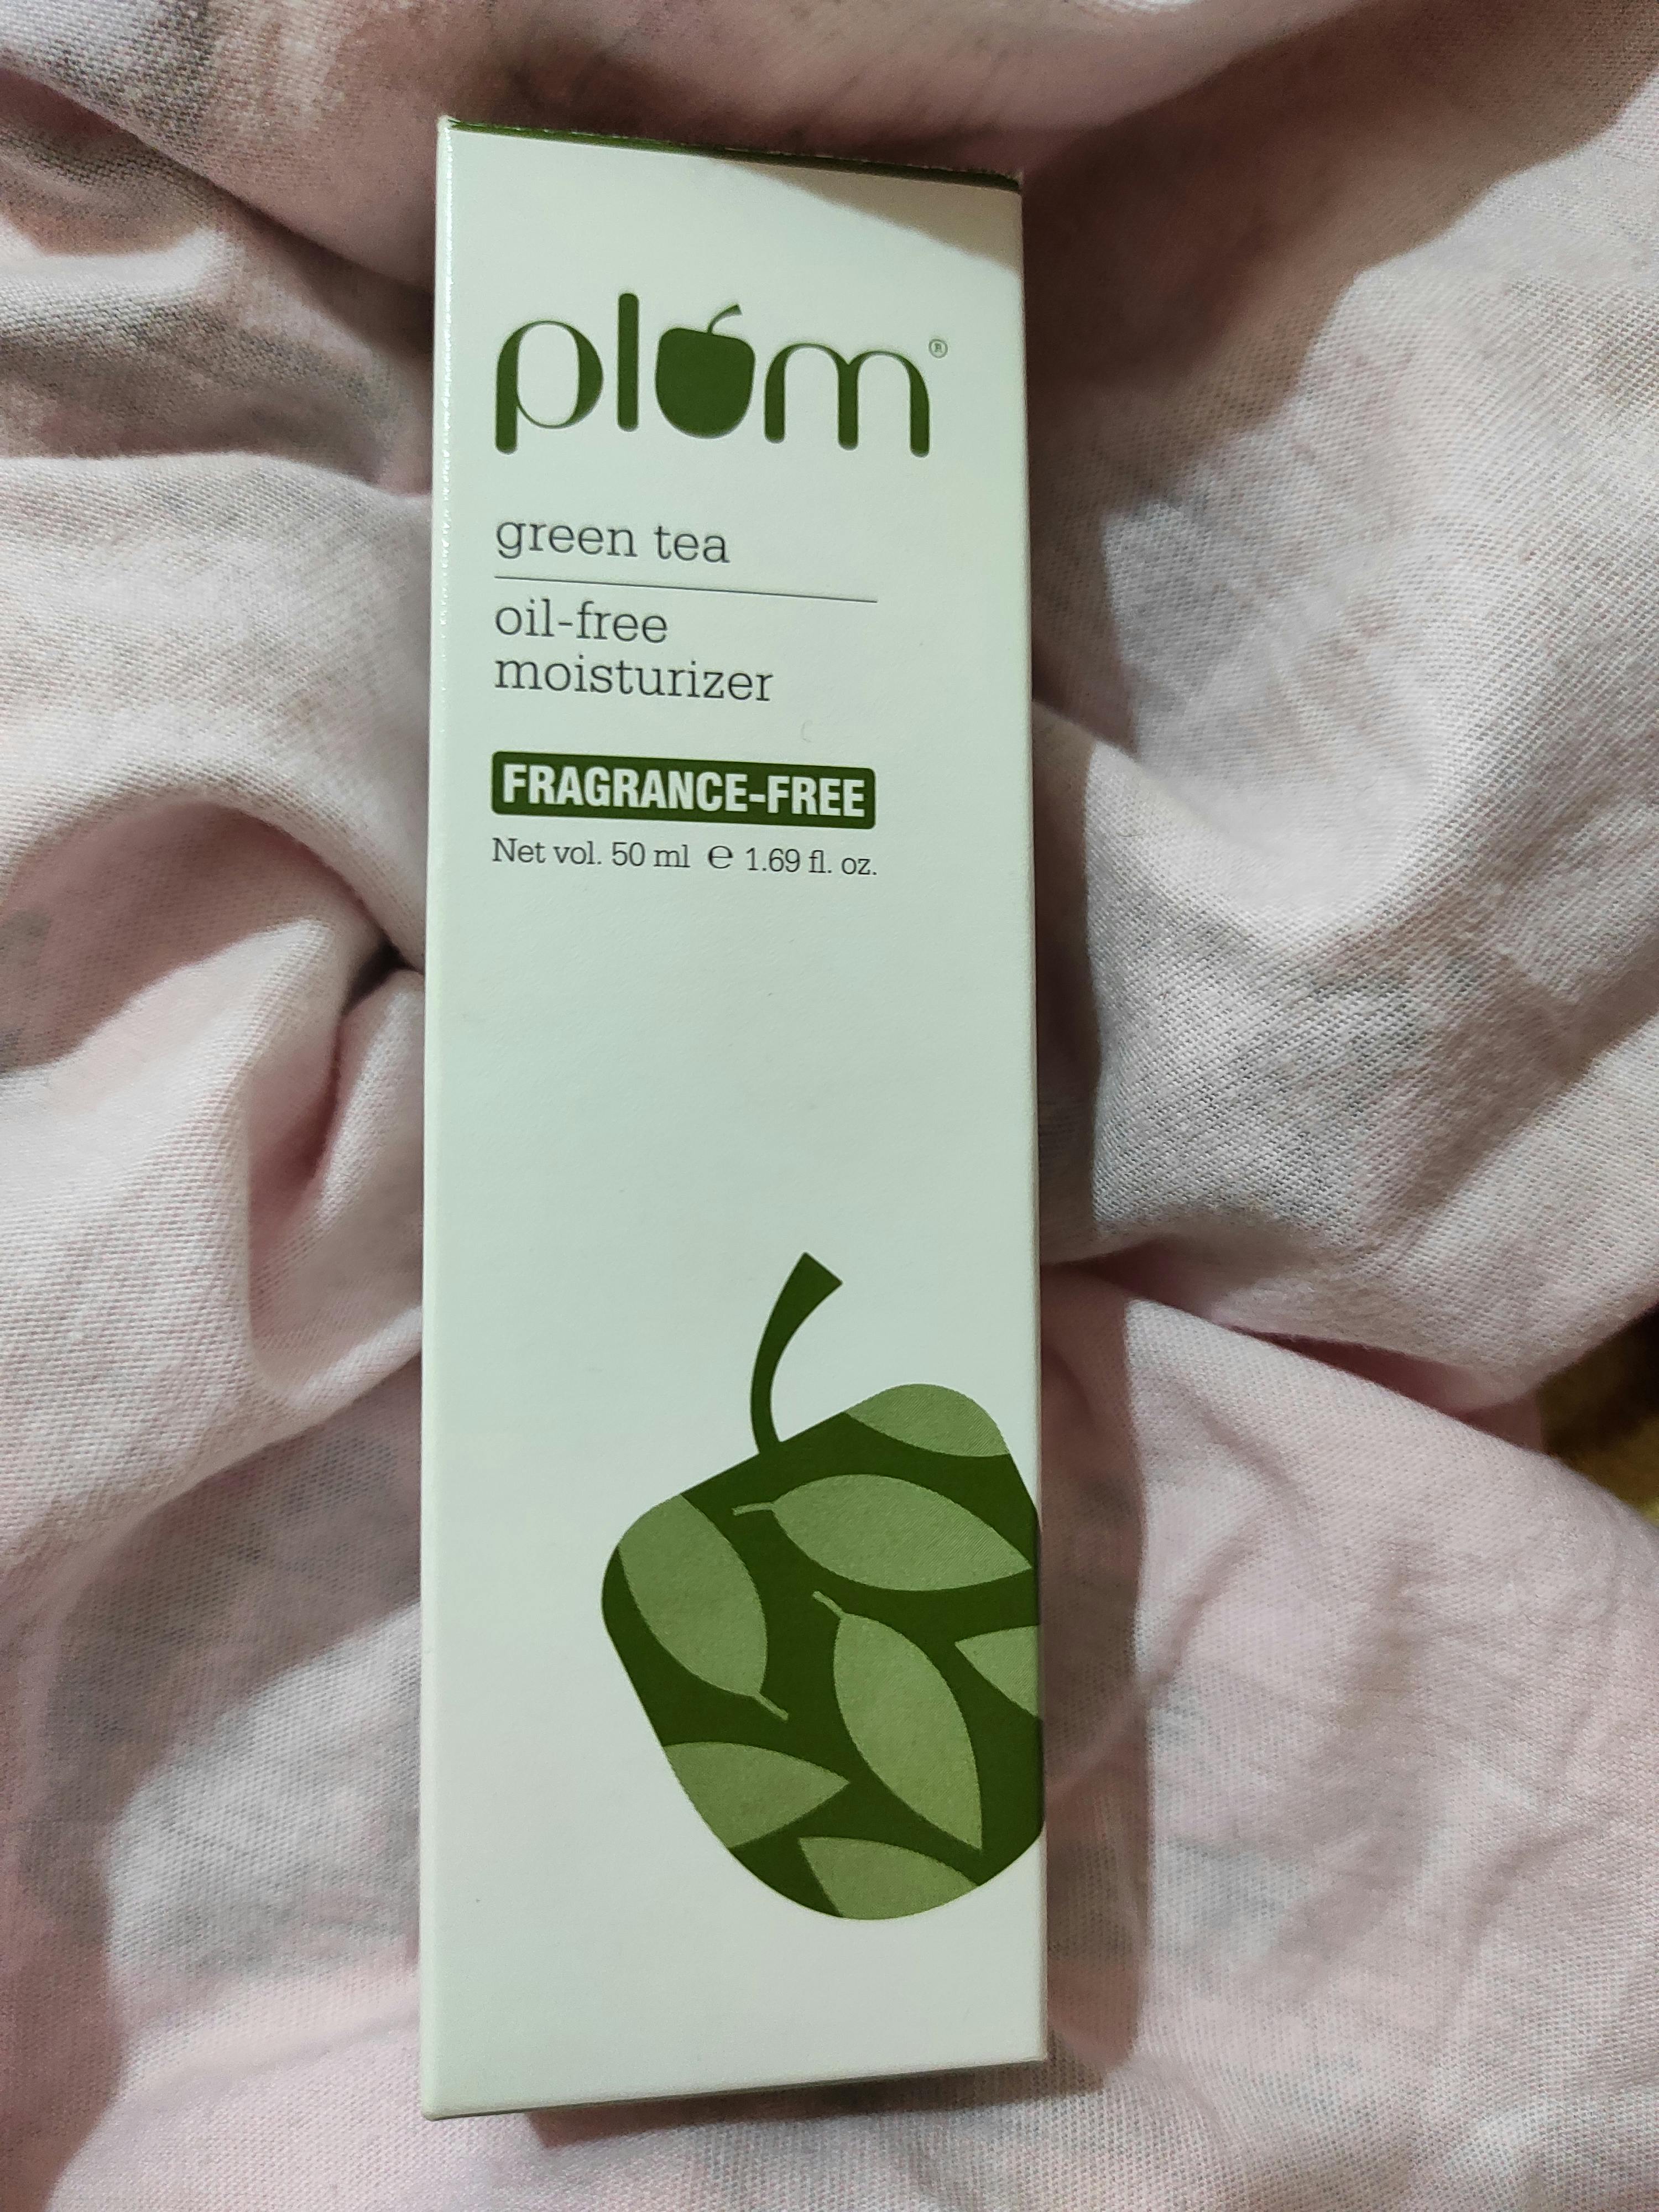 plum®
green tea
oil-free
moisturizer
FRAGRANCE-FREE
Net vol. 50 ml ℮ 1.69 fl. oz.